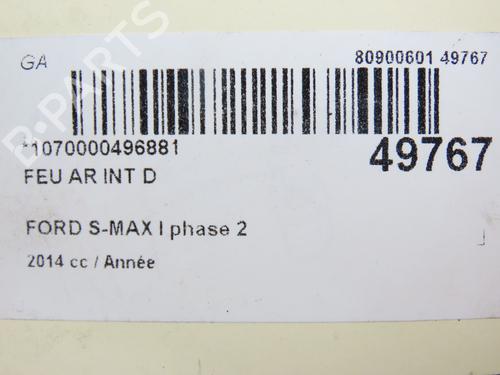 GA
80900601 49767
*1070000496881
49767
FEU AR INT D
FORD S-MAX I phase 2
2014 cc / Année
B-PARTS